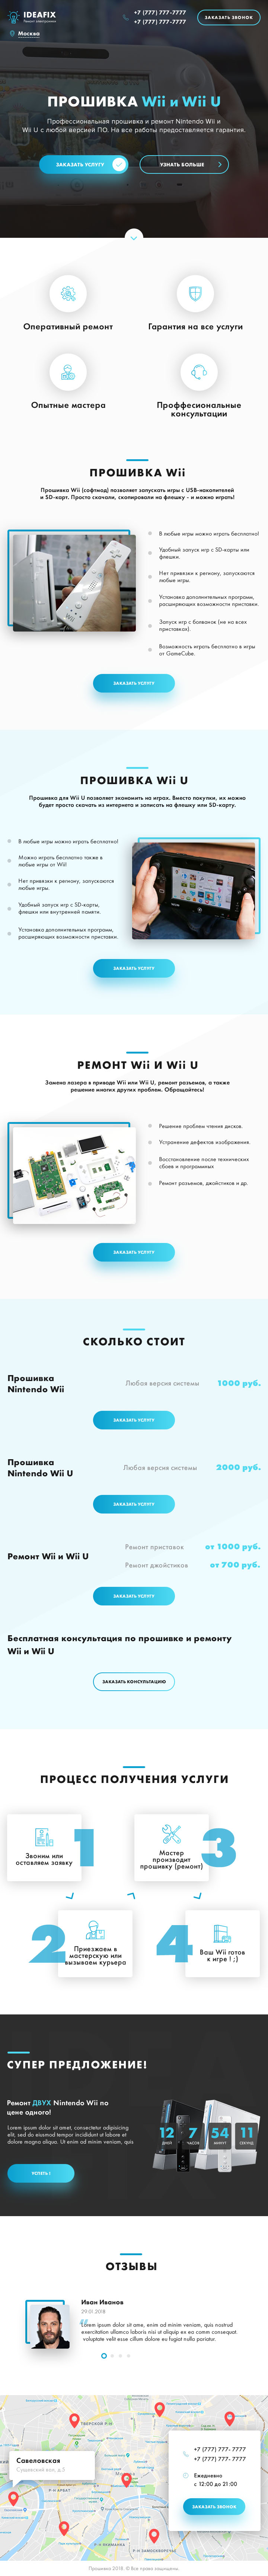 IDEAFIX
Ремонт электроники
Москва
+7 (777) 777-7777
+7 (777) 777-7777
ЗАКАЗАТЬ ЗВОНОК
ПРОШИВКА Wii и Wii U
Профессиональная прошивка и ремонт Nintendo Wii и
Wii U с любой версией ПО. На все работы предоставляется гарантия.
ЗАКАЗАТЬ УСЛУГУ
УЗНАТЬ БОЛЬШЕ
Оперативный ремонт
Гарантия на все услуги
Опытные мастера
Проффесиональные
консультации
ПРОШИВКА Wii
Прошивка Wii (софтмод) позволяет запускать игры с USB-накопителей
и SD-карт. Просто скачали, скопировали на флешку - и можно играть!
В любые игры можно играть бесплатно!
Удобный запуск игр с SD-карты или
флешки.
Нет привязки к региону, запускаются
любые игры.
Установка дополнительных программ,
расширяющих возможности приставки.
Запуск игр с болванок (не на всех
приставках).
Возможность играть бесплатно в игры
от GameCube.
ЗАКАЗАТЬ УСЛУГУ
ПРОШИВКА Wii U
Прошивка для Wii U позволяет экономить на играх. Вместо покупки, их можно
будет просто скачать из интернета и записать на флешку или SD-карту.
В любые игры можно играть бесплатно!
Можно играть бесплатно также в
любые игры от Wii!
Нет привязки к региону, запускаются
любые игры.
Удобный запуск игр с SD-карты,
флешки или внутренней памяти.
Установка дополнительных программ,
расширяющих возможности приставки.
ЗАКАЗАТЬ УСЛУГУ
РЕМОНТ Wii И Wii U
Замена лазера в приводе Wii или Wii U, ремонт разъемов, а также
решение многих других проблем. Обращайтесь!
Решение проблем чтения дисков.
Устранение дефектов изображения.
Восстановление после технических
сбоев и программных
Ремонт разъемов, джойстиков и др.
ЗАКАЗАТЬ УСЛУГУ
СКОЛЬКО СТОИТ
Прошивка
Nintendo Wii
Любая версия системы
1000 руб.
ЗАКАЗАТЬ УСЛУГУ
Прошивка
Nintendo Wii U
Любая версия системы
2000 руб.
ЗАКАЗАТЬ УСЛУГУ
Ремонт Wii и Wii U
Ремонт приставок
от 1000 руб.
Ремонт джойстиков
от 700 руб.
ЗАКАЗАТЬ УСЛУГУ
Бесплатная консультация по прошивке и ремонту
Wii и Wii U
ЗАКАЗАТЬ КОНСУЛЬТАЦИЮ
ПРОЦЕСС ПОЛУЧЕНИЯ УСЛУГИ
1
Звоним или
оставляем заявку
3
Мастер
производит
прошивку (ремонт)
2
Приезжаем в
мастерскую или
вызываем курьера
4
Ваш Wii готов
к игре ! ;)
СУПЕР ПРЕДЛОЖЕНИЕ!
Ремонт ДВУХ Nintendo Wii по
цене одного!
Lorem ipsum dolor sit amet, consectetur adipisicing
elit, sed do eiusmod tempor incididunt ut labore et
dolore magna aliqua. Ut enim ad minim veniam, quis
УСПЕТЬ !
12 7 54 11
ДНЕЙ ЧАСОВ МИНУТ СЕКУНД
ОТЗЫВЫ
Иван Иванов
29.01.2018
Lorem ipsum dolor sit ame, enim ad minim veniam, quis nostrud
exercitation ullamco laboris nisi ut aliquip ex ea comm consequat.
voluptate velit esse cillum dolore eu fugiat nulla pariatur.
ТВЕРСКОЙ Р-Н
Р-Н АРБАТ
Москва
Р-Н ЯКИМАНКА
Р-Н ЗАМОСКВОРЕЧЬЕ
Савеловская
Сущевский вал, д.5
+7 (777) 777- 7777
+7 (777) 777- 7777
Ежедневно
с 12:00 до 21:00
ЗАКАЗАТЬ ЗВОНОК
Прошивка 2018. © Все права защищены.